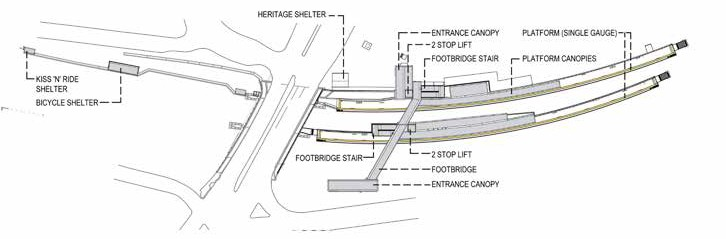 HERITAGE SHELTER
ENTRANCE CANOPY
PLATFORM (SINGLE GAUGE)
2 STOP LIFT
FOOTBRIDGE STAIR
PLATFORM CANOPIES
KISS 'N' RIDE
SHELTER
BICYCLE SHELTER
FOOTBRIDGE STAIR
2 STOP LIFT
FOOTBRIDGE
ENTRANCE CANOPY